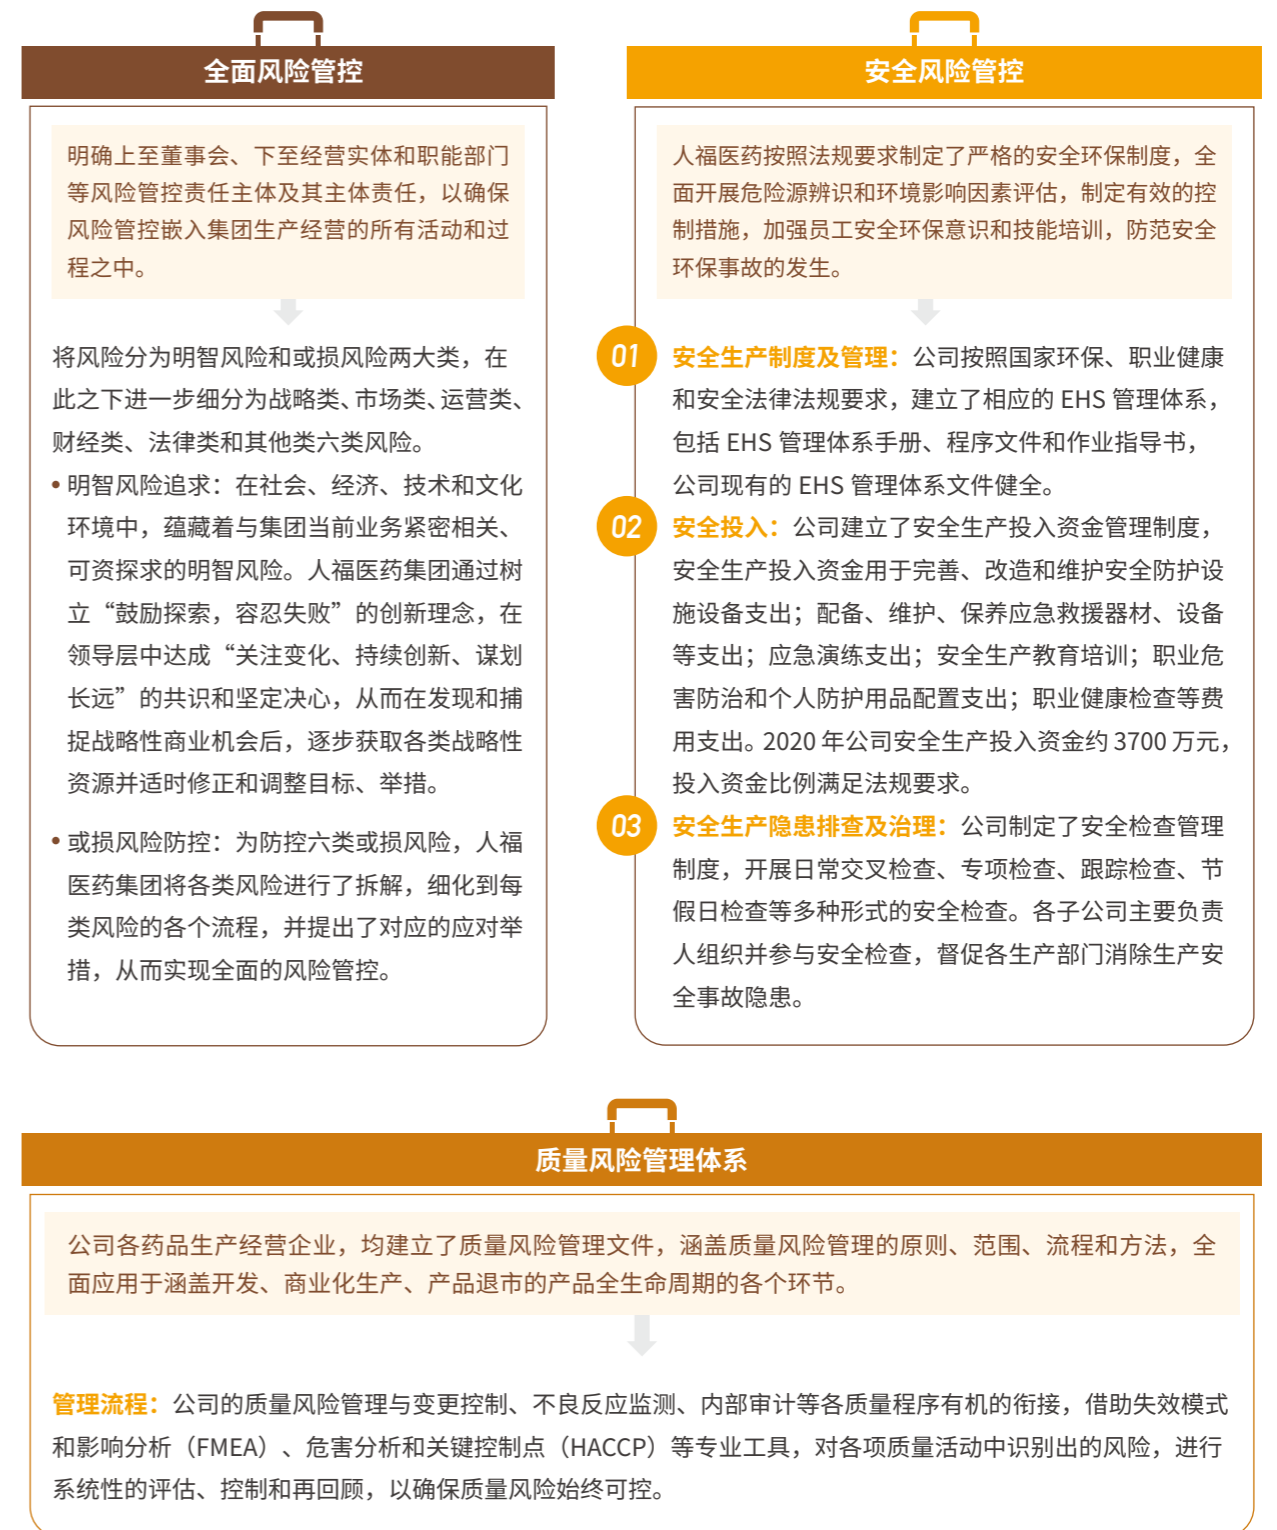 全面风险管控
明确上至董事会、下至经营实体和职能部门
等风险管控责任主体及其主体责任，以确保
风险管控嵌入集团生产经营的所有活动和过
程之中。
将风险分为明智风险和或损风险两大类，在
此之下进一步细分为战略类、市场类、运营类、
财经类、法律类和其他类六类风险。
•明智风险追求：在社会、经济、技术和文化
环境中，蕴藏着与集团当前业务紧密相关、
可资探求的明智风险。人福医药集团通过树
立“鼓励探索，容忍失败”的创新理念，在
领导层中达成“关注变化、持续创新、谋划
长远”的共识和坚定决心，从而在发现和捕
捉战略性商业机会后，逐步获取各类战略性
资源并适时修正和调整目标、举措。
•或损风险防控：为防控六类或损风险，人福
医药集团将各类风险进行了拆解，细化到每
类风险的各个流程，并提出了对应的应对举
措，从而实现全面的风险管控。
安全风险管控
人福医药按照法规要求制定了严格的安全环保制度，全
面开展危险源辨识和环境影响因素评估，制定有效的控
制措施，加强员工安全环保意识和技能培训，防范安全
环保事故的发生。
01 安全生产制度及管理：公司按照国家环保、职业健康
和安全法律法规要求，建立了相应的 EHS 管理体系，
包括 EHS 管理体系手册、程序文件和作业指导书，
公司现有的 EHS 管理体系文件健全。
02 安全投入：公司建立了安全生产投入资金管理制度，
安全生产投入资金用于完善、改造和维护安全防护设
施设备支出；配备、维护、保养应急救援器材、设备
等支出；应急演练支出；安全生产教育培训；职业危
害防治和个人防护用品配置支出；职业健康检查等费
用支出。2020 年公司安全生产投入资金约 3700 万元，
投入资金比例满足法规要求。
03 安全生产隐患排查及治理：公司制定了安全检查管理
制度，开展日常交叉检查、专项检查、跟踪检查、节
假日检查等多种形式的安全检查。各子公司主要负责
人组织并参与安全检查，督促各生产部门消除生产安
全事故隐患。
质量风险管理体系
公司各药品生产经营企业，均建立了质量风险管理文件，涵盖质量风险管理的原则、范围、流程和方法，全
面应用于涵盖开发、商业化生产、产品退市的产品全生命周期的各个环节。
管理流程：公司的质量风险管理与变更控制、不良反应监测、内部审计等各质量程序有机的衔接，借助失效模式
和影响分析（FMEA）、危害分析和关键控制点（HACCP）等专业工具，对各项质量活动中识别出的风险，进行
系统性的评估、控制和再回顾，以确保质量风险始终可控。